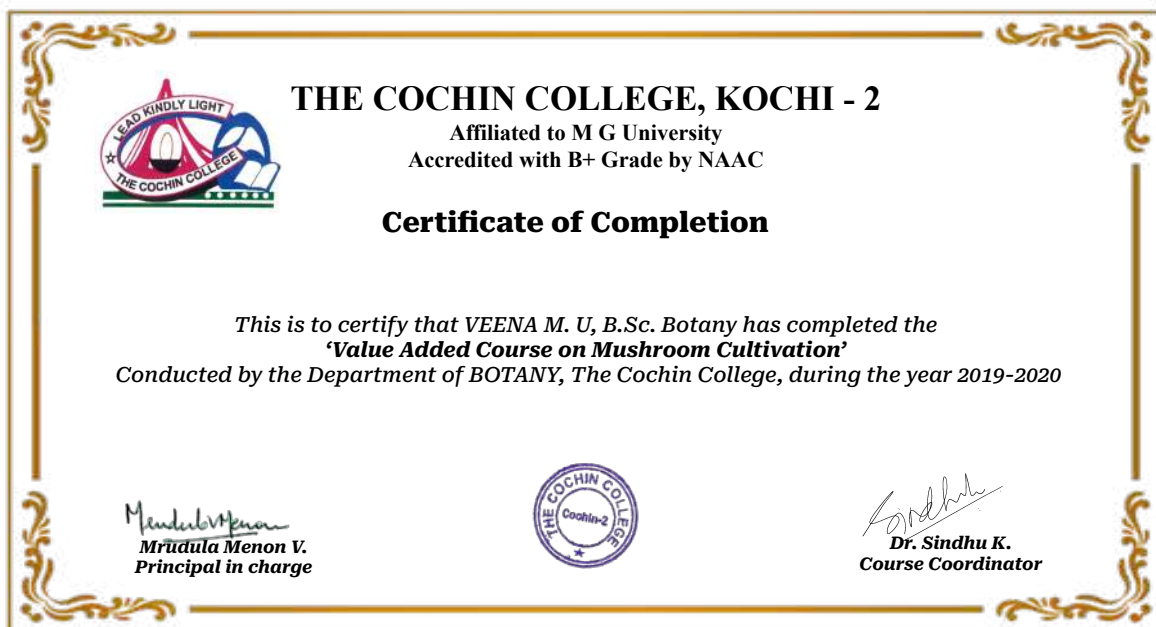 LEAD KINDLY LIGHT
THE COCHIN COLLEGE
THE COCHIN COLLEGE, KOCHI - 2
Affiliated to M G University
Accredited with B+ Grade by NAAC
Certificate of Completion
This is to certify that VEENA M. U, B.Sc. Botany has completed the
‘Value Added Course on Mushroom Cultivation’
Conducted by the Department of BOTANY, The Cochin College, during the year 2019-2020
THE COCHIN COLLEGE
Cochin-2
Mrudula Menon
Mrudula Menon V.
Principal in charge
Sindhu
Dr. Sindhu K.
Course Coordinator